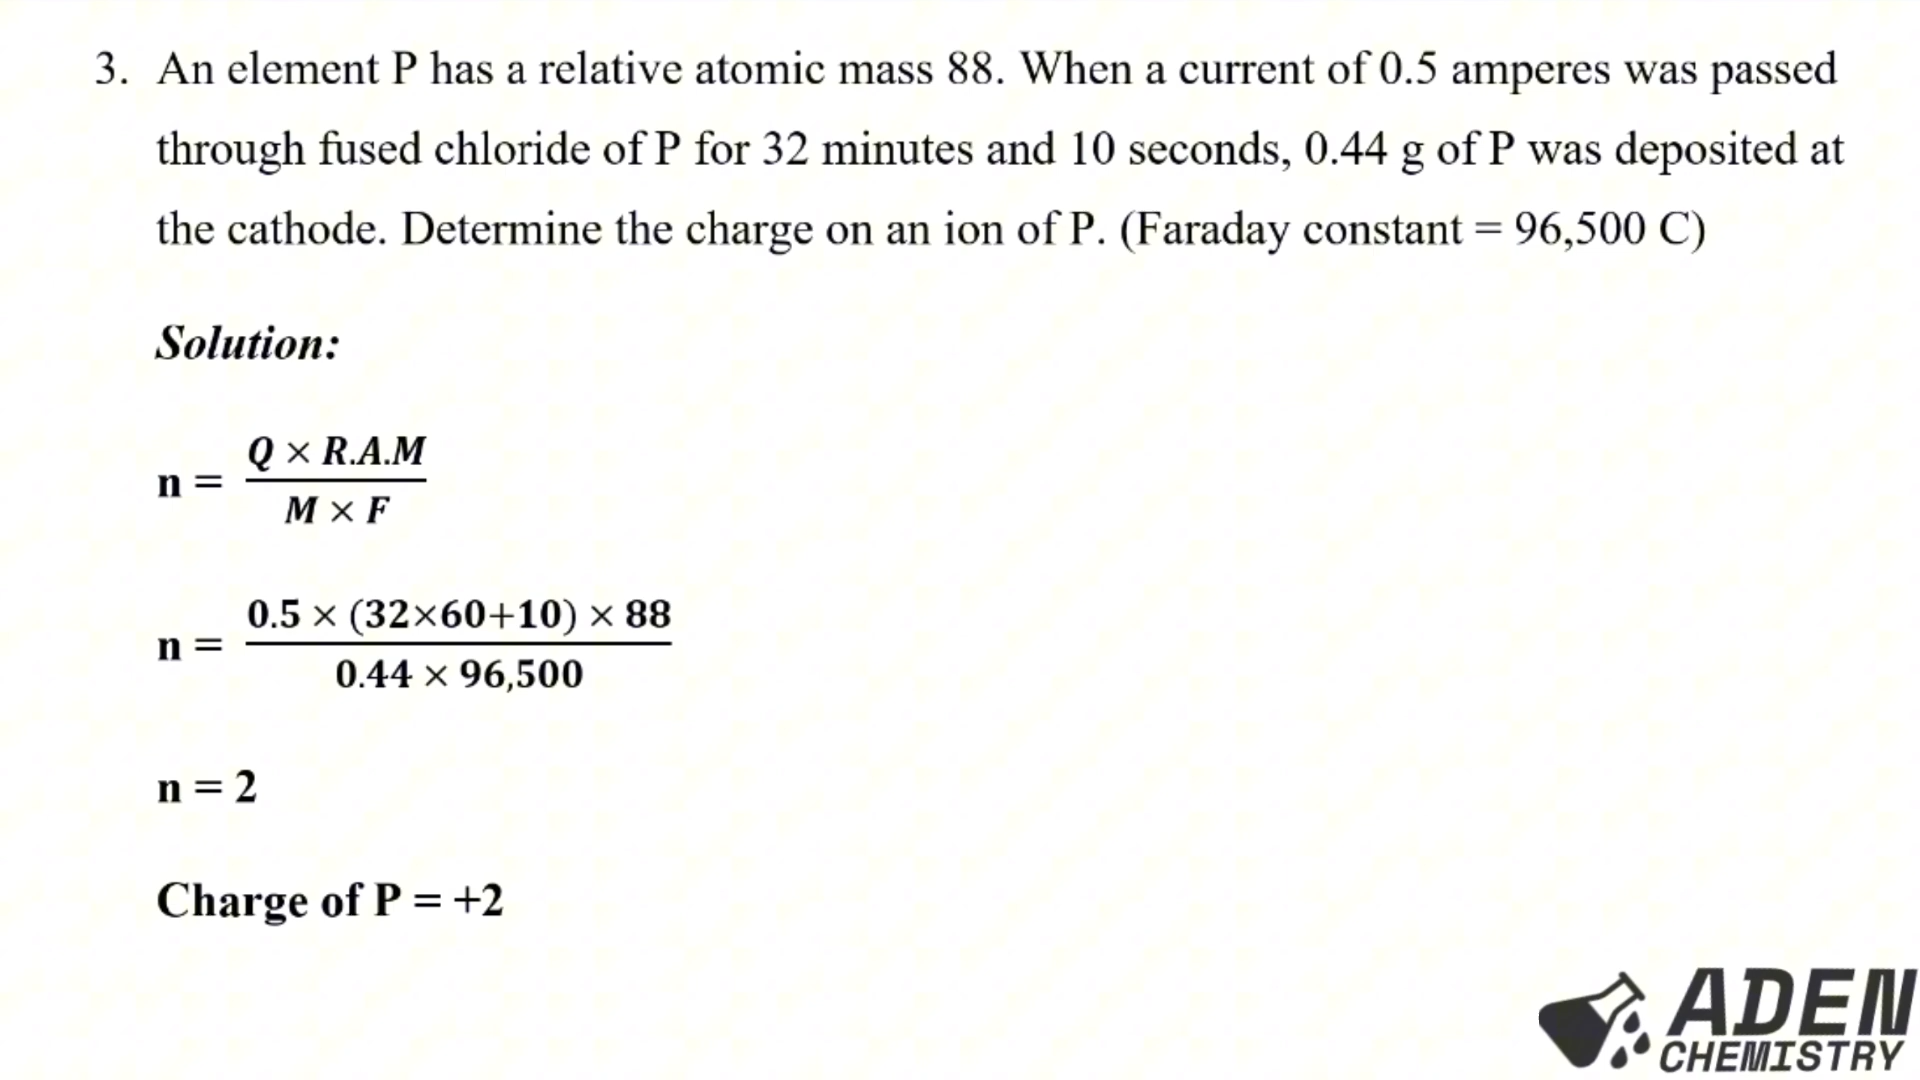 3. An element P has a relative atomic mass 88. When a current of 0.5 amperes was passed
through fused chloride of P for 32 minutes and 10 seconds, 0.44 g of P was deposited at
the cathode. Determine the charge on an ion of P. (Faraday constant = 96,500 C)
Solution:
n = Q × R.A.M / M × F
n = 0.5 × (32×60+10) × 88 / 0.44 × 96,500
n = 2
Charge of P = +2
ADEN
CHEMISTRY